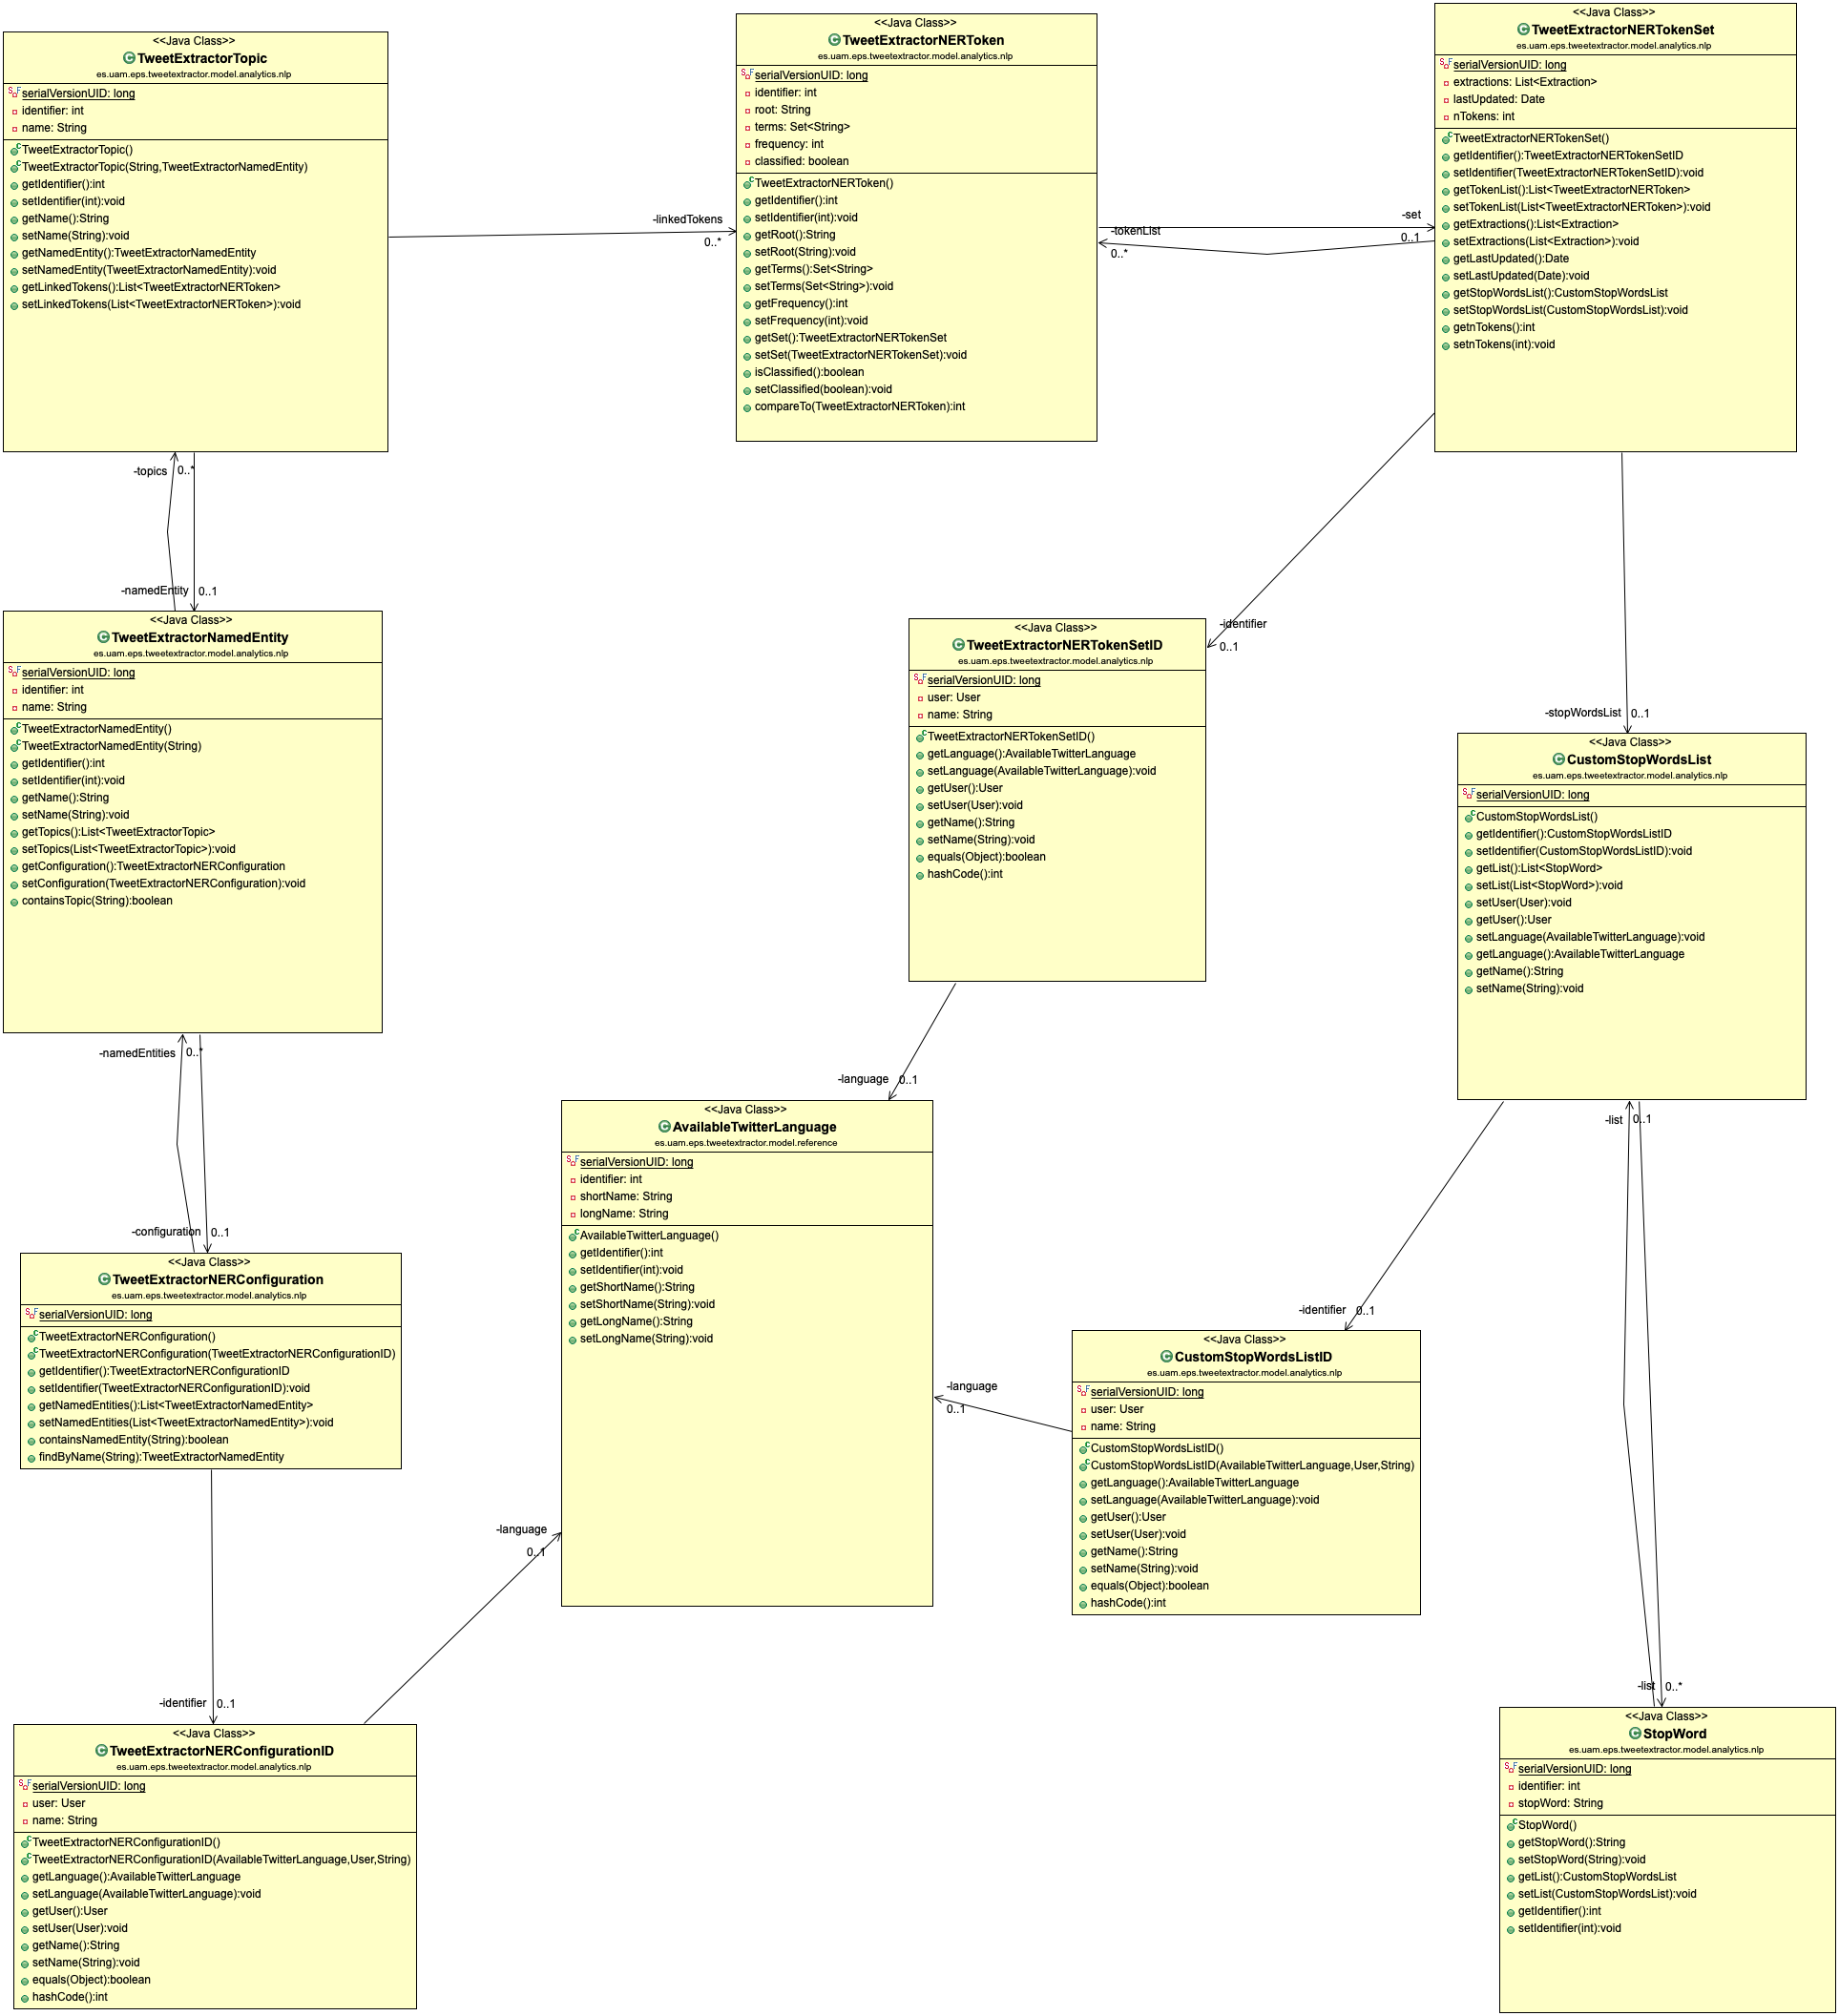 <<Java Class>>
TweetExtractorTopic
es.uam.eps.tweetextractor.model.analytics.nlp
serialVersionUID: long
identifier: int
name: String
TweetExtractorTopic()
TweetExtractorTopic(String,TweetExtractorNamedEntity)
getIdentifier():int
setIdentifier(int):void
getName():String
setName(String):void
getNamedEntity():TweetExtractorNamedEntity
setNamedEntity(TweetExtractorNamedEntity):void
getLinkedTokens():List<TweetExtractorNERToken>
setLinkedTokens(List<TweetExtractorNERToken>):void
-linkedTokens
0..*
<<Java Class>>
TweetExtractorNERToken
es.uam.eps.tweetextractor.model.analytics.nlp
serialVersionUID: long
identifier: int
root: String
terms: Set<String>
frequency: int
classified: boolean
TweetExtractorNERToken()
getIdentifier():int
setIdentifier(int):void
getRoot():String
setRoot(String):void
getTerms():Set<String>
setTerms(Set<String>):void
getFrequency():int
setFrequency(int):void
getSet():TweetExtractorNERTokenSet
setSet(TweetExtractorNERTokenSet):void
isClassified():boolean
setClassified(boolean):void
compareTo(TweetExtractorNERToken):int
-set
0..1
-tokenList
0..*
<<Java Class>>
TweetExtractorNERTokenSet
es.uam.eps.tweetextractor.model.analytics.nlp
serialVersionUID: long
extractions: List<Extraction>
lastUpdated: Date
nTokens: int
TweetExtractorNERTokenSet()
getIdentifier():TweetExtractorNERTokenSetID
setIdentifier(TweetExtractorNERTokenSetID):void
getTokenList():List<TweetExtractorNERToken>
setTokenList(List<TweetExtractorNERToken>):void
getExtractions():List<Extraction>
setExtractions(List<Extraction>):void
getLastUpdated():Date
setLastUpdated(Date):void
getStopWordsList():CustomStopWordsList
setStopWordsList(CustomStopWordsList):void
getnTokens():int
setnTokens(int):void
-topics
0..*
-namedEntity
0..1
<<Java Class>>
TweetExtractorNamedEntity
es.uam.eps.tweetextractor.model.analytics.nlp
serialVersionUID: long
identifier: int
name: String
TweetExtractorNamedEntity()
TweetExtractorNamedEntity(String)
getIdentifier():int
setIdentifier(int):void
getName():String
setName(String):void
getTopics():List<TweetExtractorTopic>
setTopics(List<TweetExtractorTopic>):void
getConfiguration():TweetExtractorNERConfiguration
setConfiguration(TweetExtractorNERConfiguration):void
containsTopic(String):boolean
-identifier
0..1
<<Java Class>>
TweetExtractorNERTokenSetID
es.uam.eps.tweetextractor.model.analytics.nlp
serialVersionUID: long
user: User
name: String
TweetExtractorNERTokenSetID()
getLanguage():AvailableTwitterLanguage
setLanguage(AvailableTwitterLanguage):void
getUser():User
setUser(User):void
getName():String
setName(String):void
equals(Object):boolean
hashCode():int
-stopWordsList
0..1
<<Java Class>>
CustomStopWordsList
es.uam.eps.tweetextractor.model.analytics.nlp
serialVersionUID: long
CustomStopWordsList()
getIdentifier():CustomStopWordsListID
setIdentifier(CustomStopWordsListID):void
getList():List<StopWord>
setList(List<StopWord>):void
setUser(User):void
getUser():User
setLanguage(AvailableTwitterLanguage):void
getLanguage():AvailableTwitterLanguage
getName():String
setName(String):void
-namedEntities
0..*
-configuration
0..1
<<Java Class>>
TweetExtractorNERConfiguration
es.uam.eps.tweetextractor.model.analytics.nlp
serialVersionUID: long
TweetExtractorNERConfiguration()
TweetExtractorNERConfiguration(TweetExtractorNERConfigurationID)
getIdentifier():TweetExtractorNERConfigurationID
setIdentifier(TweetExtractorNERConfigurationID):void
getNamedEntities():List<TweetExtractorNamedEntity>
setNamedEntities(List<TweetExtractorNamedEntity>):void
containsNamedEntity(String):boolean
findByName(String):TweetExtractorNamedEntity
-language
0..1
<<Java Class>>
AvailableTwitterLanguage
es.uam.eps.tweetextractor.model.reference
serialVersionUID: long
identifier: int
shortName: String
longName: String
AvailableTwitterLanguage()
getIdentifier():int
setIdentifier(int):void
getShortName():String
setShortName(String):void
getLongName():String
setLongName(String):void
-language
0..1
-language
0..1
-identifier
0..1
<<Java Class>>
CustomStopWordsListID
es.uam.eps.tweetextractor.model.analytics.nlp
serialVersionUID: long
user: User
name: String
CustomStopWordsListID()
CustomStopWordsListID(AvailableTwitterLanguage,User,String)
getLanguage():AvailableTwitterLanguage
setLanguage(AvailableTwitterLanguage):void
getUser():User
setUser(User):void
getName():String
setName(String):void
equals(Object):boolean
hashCode():int
-list
0..1
-list
0..*
-identifier
0..1
<<Java Class>>
TweetExtractorNERConfigurationID
es.uam.eps.tweetextractor.model.analytics.nlp
serialVersionUID: long
user: User
name: String
TweetExtractorNERConfigurationID()
TweetExtractorNERConfigurationID(AvailableTwitterLanguage,User,String)
getLanguage():AvailableTwitterLanguage
setLanguage(AvailableTwitterLanguage):void
getUser():User
setUser(User):void
getName():String
setName(String):void
equals(Object):boolean
hashCode():int
<<Java Class>>
StopWord
es.uam.eps.tweetextractor.model.analytics.nlp
serialVersionUID: long
identifier: int
stopWord: String
StopWord()
getStopWord():String
setStopWord(String):void
getList():CustomStopWordsList
setList(CustomStopWordsList):void
getIdentifier():int
setIdentifier(int):void